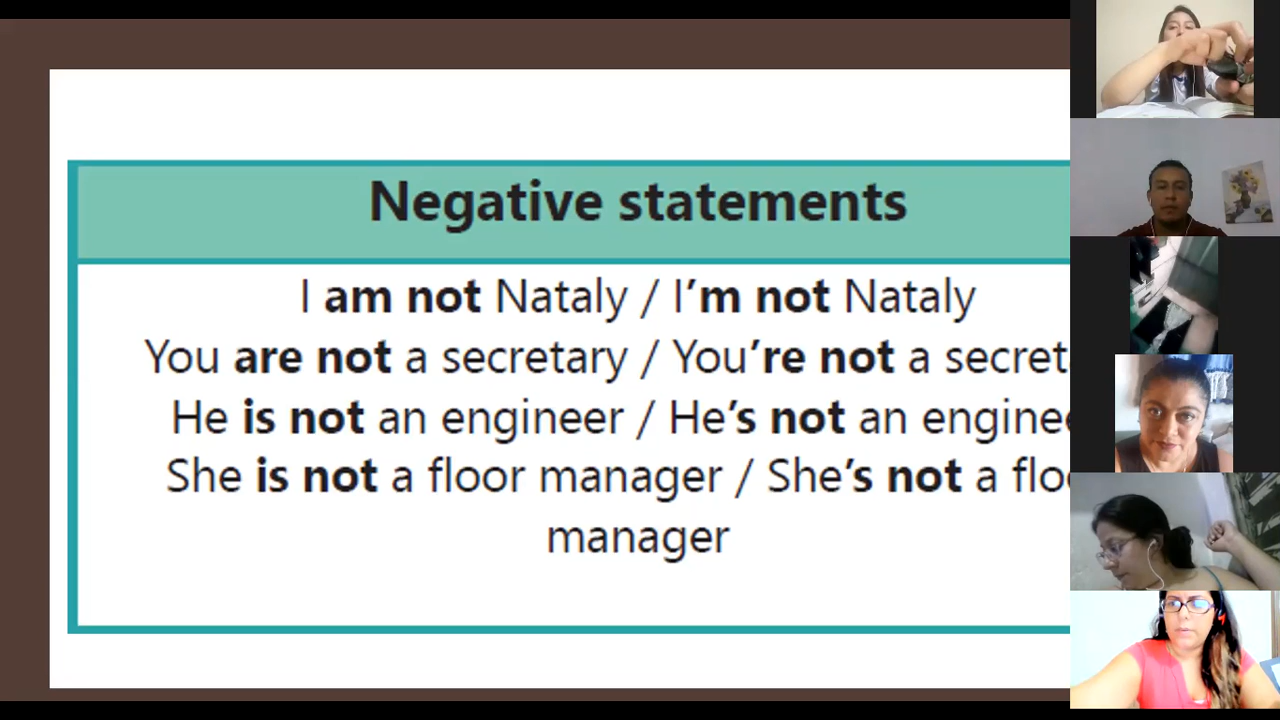 Negative statements
I am not Nataly / I’m not Nataly
You are not a secretary / You’re not a secret
He is not an engineer / He’s not an enginee
She is not a floor manager / She’s not a flo
manager